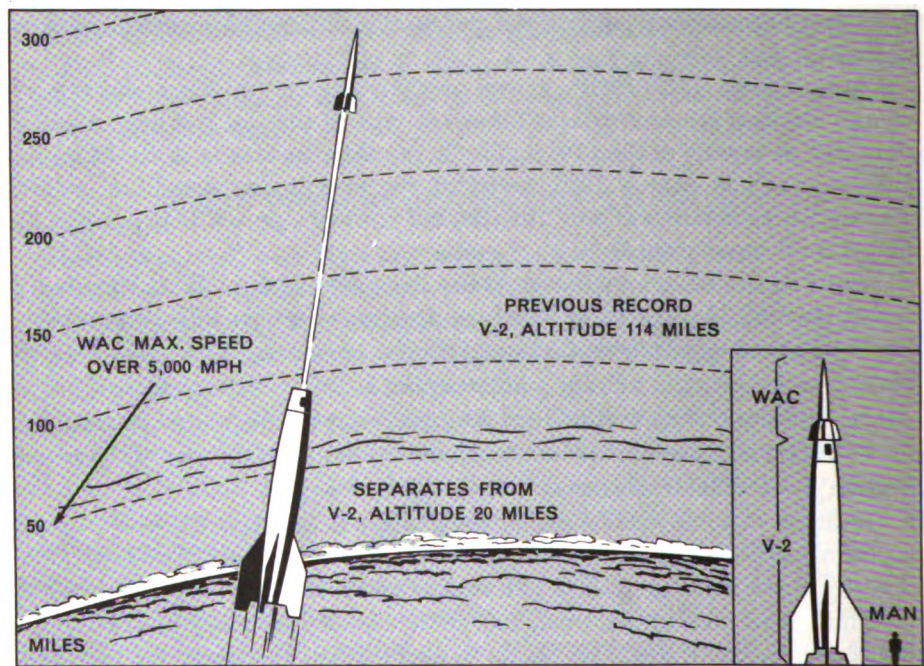 300
250
200
150
100
50
MILES
WAC MAX. SPEED
OVER 5,000 MPH
PREVIOUS RECORD
V-2, ALTITUDE 114 MILES
SEPARATES FROM
V-2, ALTITUDE 20 MILES
WAC
V-2
MAN